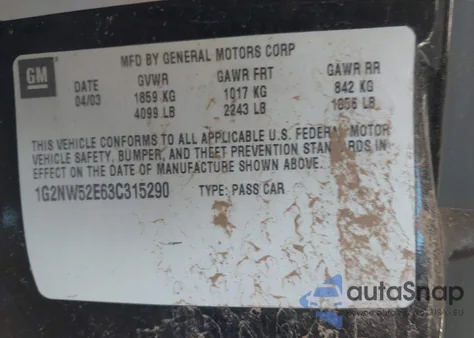 GM
MFD BY GENERAL MOTORS CORP
DATE GVWR GAWR FRT GAWR RR
04/03 1859 KG 1017 KG 842 KG
4099 LB 2243 LB 1856 LB
THIS VEHICLE CONFORMS TO ALL APPLICABLE U.S. FEDERAL MOTOR
VEHICLE SAFETY, BUMPER, AND THEFT PREVENTION STANDARDS IN
EFFECT ON THE DATE OF MANUFACTURE SHOWN ABOVE.
1G2NW52E63C315290 TYPE: PASS CAR
autoSnap